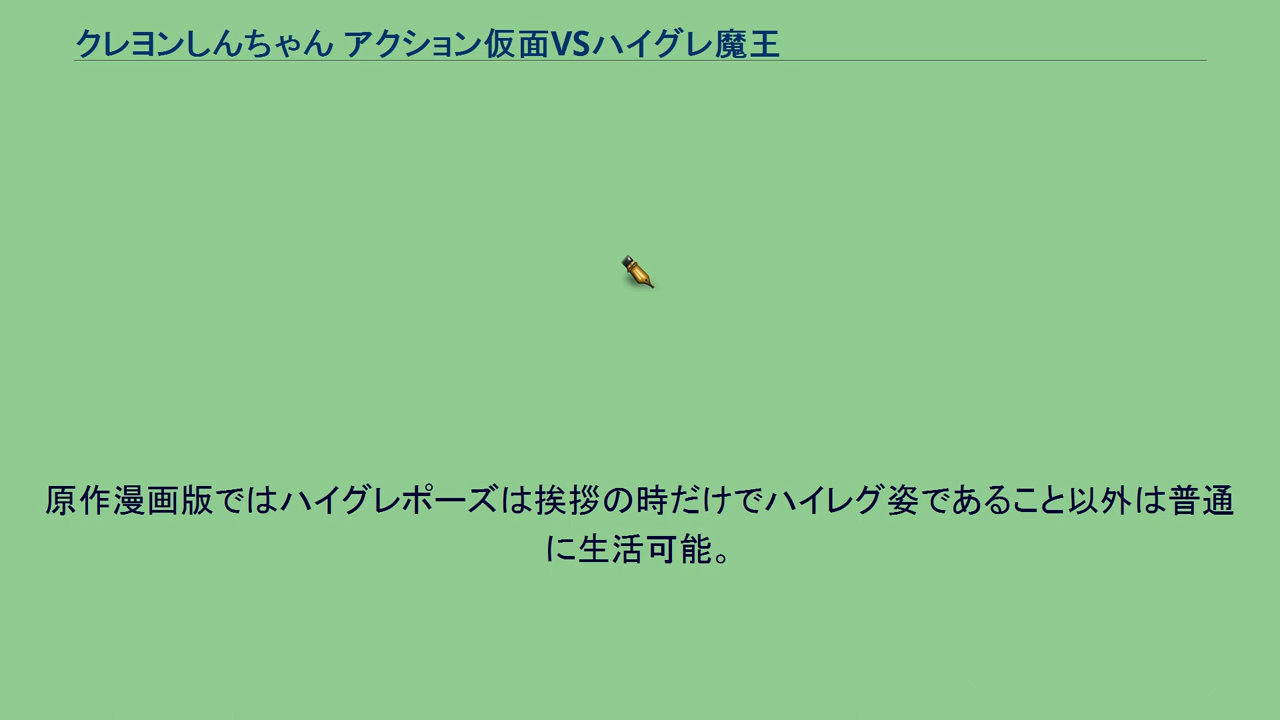 クレヨンしんちゃん アクション仮面VSハイグレ魔王
原作漫画版ではハイグレポーズは挨拶の時だけでハイレグ姿であること以外は普通
に生活可能。